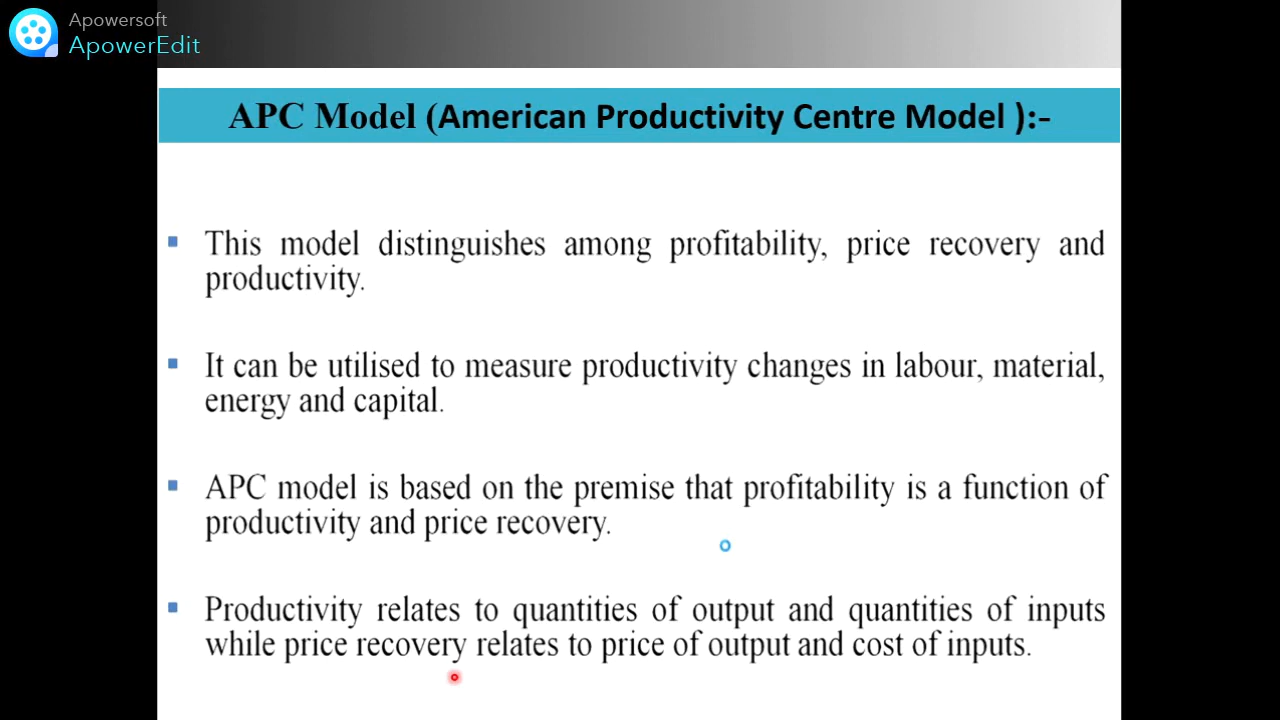 Apowersoft
ApowerEdit
APC Model (American Productivity Centre Model ):-
This model distinguishes among profitability, price recovery and
productivity.
It can be utilised to measure productivity changes in labour, material,
energy and capital.
APC model is based on the premise that profitability is a function of
productivity and price recovery.
Productivity relates to quantities of output and quantities of inputs
while price recovery relates to price of output and cost of inputs.